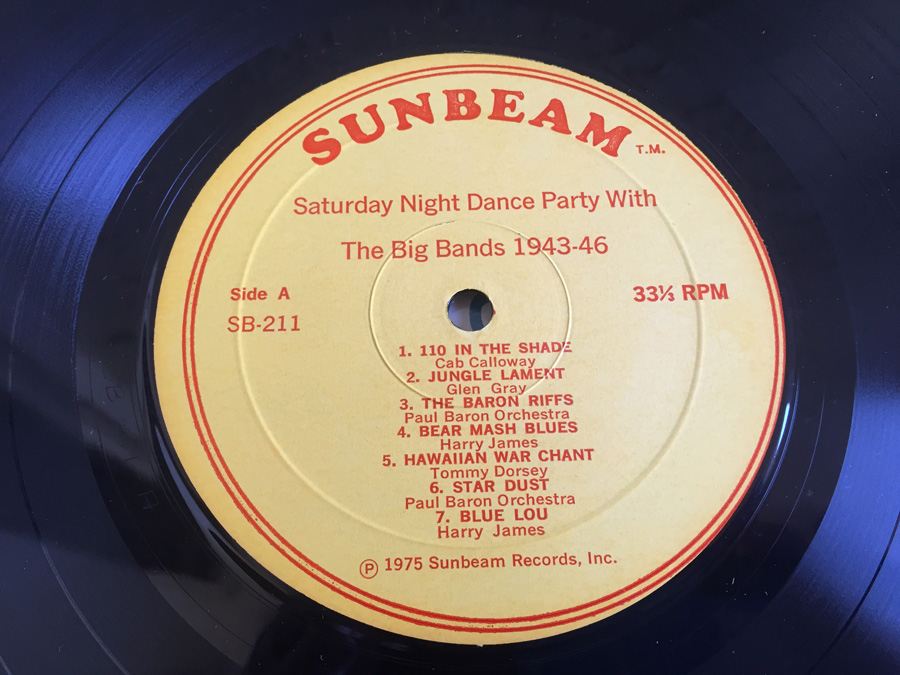 SUNBEAM T.M.
Saturday Night Dance Party With
The Big Bands 1943-46
Side A
33⅓ RPM
SB-211
1. 110 IN THE SHADE
Cab Calloway
2. JUNGLE LAMENT
Glen Gray
3. THE BARON RIFFS
Paul Baron Orchestra
4. BEAR MASH BLUES
Harry James
5. HAWAIIAN WAR CHANT
Tommy Dorsey
6. STAR DUST
Paul Baron Orchestra
7. BLUE LOU
Harry James
Ⓟ 1975 Sunbeam Records, Inc.